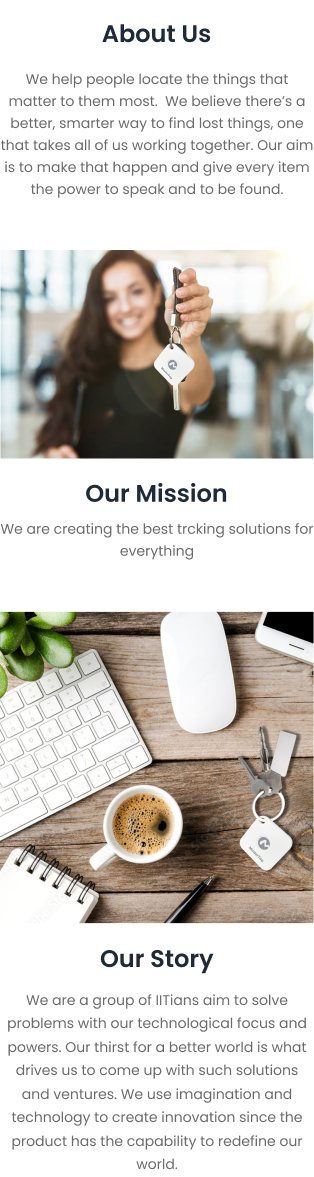 About Us
We help people locate the things that
matter to them most.  We believe there’s a
better, smarter way to find lost things, one
that takes all of us working together. Our aim
is to make that happen and give every item
the power to speak and to be found.
Our Mission
We are creating the best trcking solutions for
everything
Our Story
We are a group of IITians aim to solve
problems with our technological focus and
powers. Our thirst for a better world is what
drives us to come up with such solutions
and ventures. We use imagination and
technology to create innovation since the
product has the capability to redefine our
world.